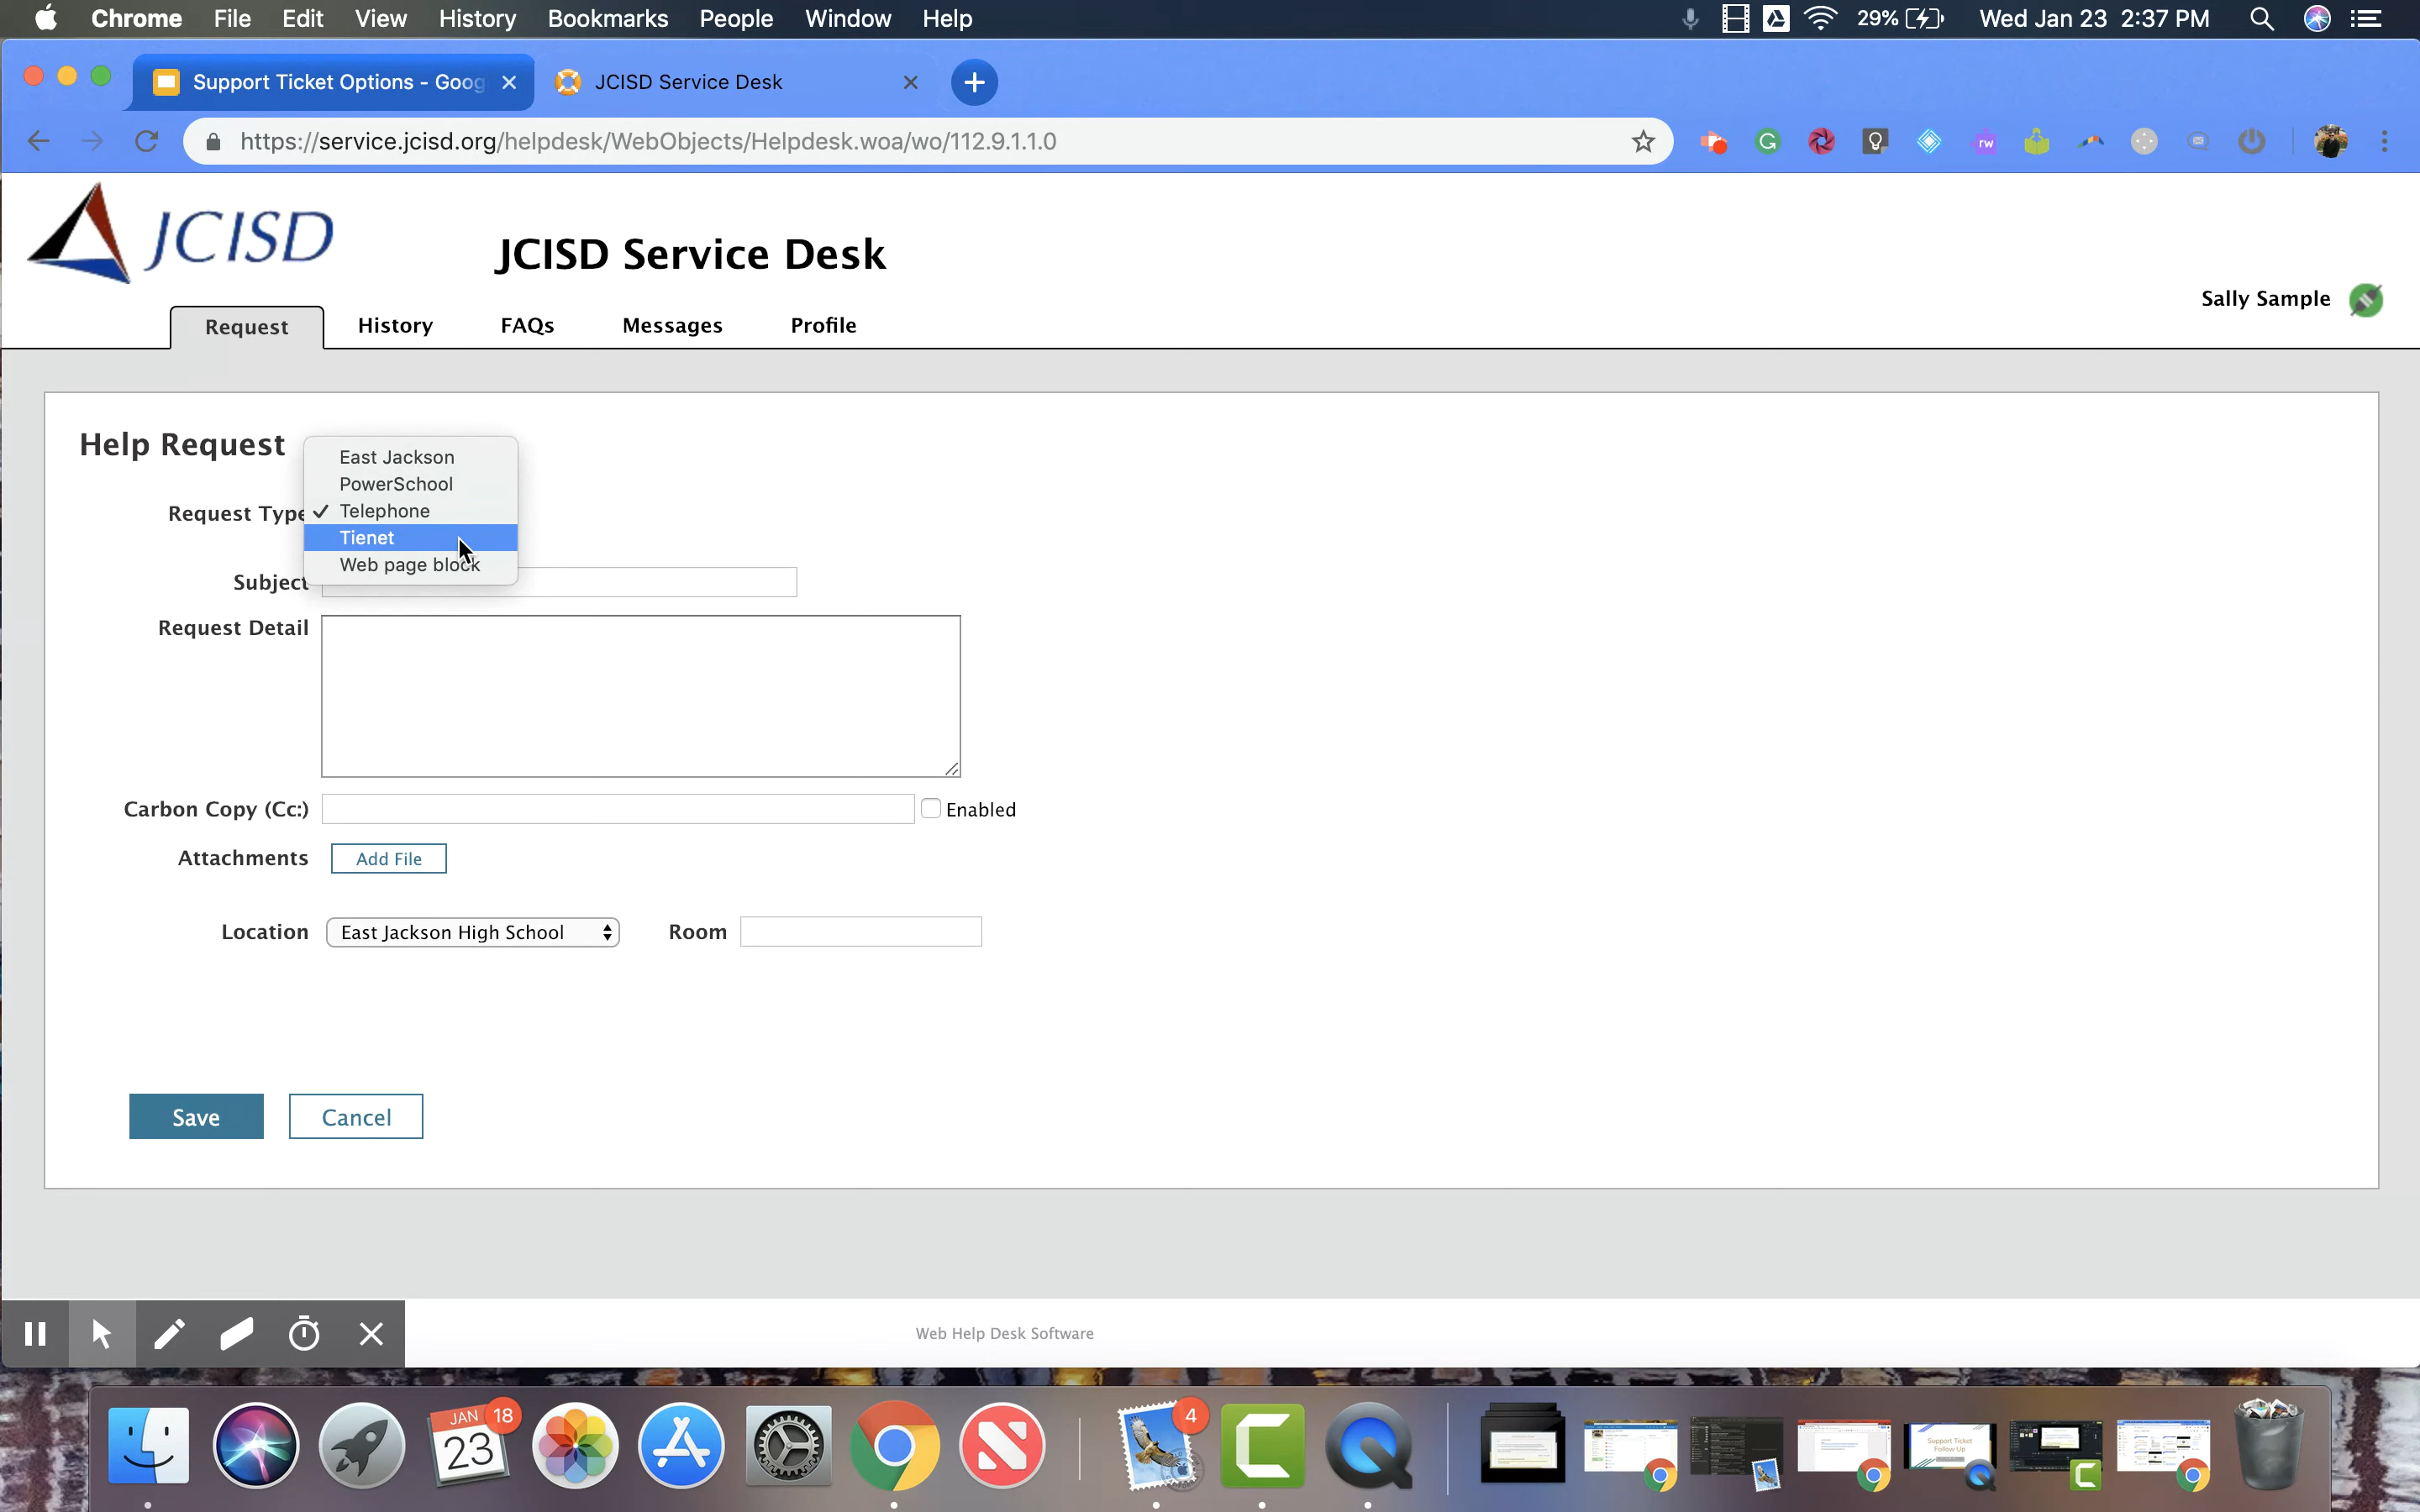 Chrome File Edit View History Bookmarks People Window Help 29% Wed Jan 23 2:37 PM
Support Ticket Options - Goog JCISD Service Desk
https://service.jcisd.org/helpdesk/WebObjects/Helpdesk.woa/wo/112.9.1.1.0
JCISD
JCISD Service Desk
Sally Sample
Request History FAQs Messages Profile
Help Request
East Jackson
PowerSchool
Request Type
Telephone
Tienet
Web page block
Subject
Request Detail
Carbon Copy (Cc:) Enabled
Attachments Add File
Location East Jackson High School Room
Save Cancel
Web Help Desk Software
JAN 18
23
4
Support Ticket
Follow Up